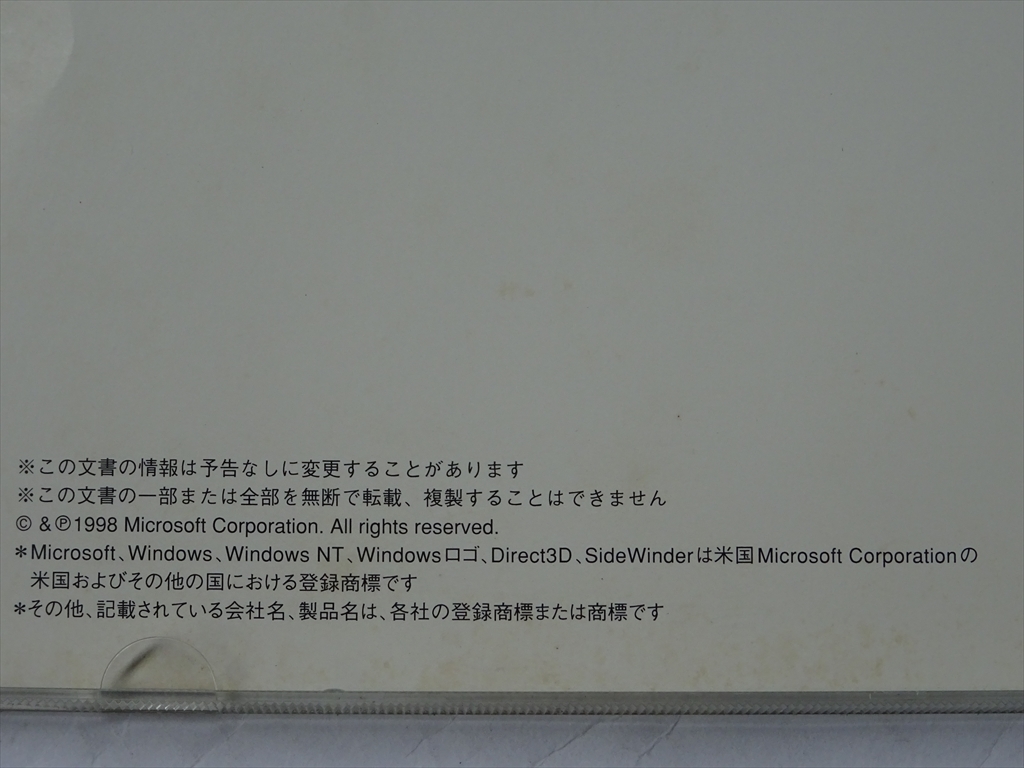 ※この文書の情報は予告なしに変更することがあります
※この文書の一部または全部を無断で転載、複製することはできません
© & ℗1998 Microsoft Corporation. All rights reserved.
＊Microsoft、Windows、Windows NT、Windowsロゴ、Direct3D、SideWinderは米国Microsoft Corporationの
米国およびその他の国における登録商標です
＊その他、記載されている会社名、製品名は、各社の登録商標または商標です